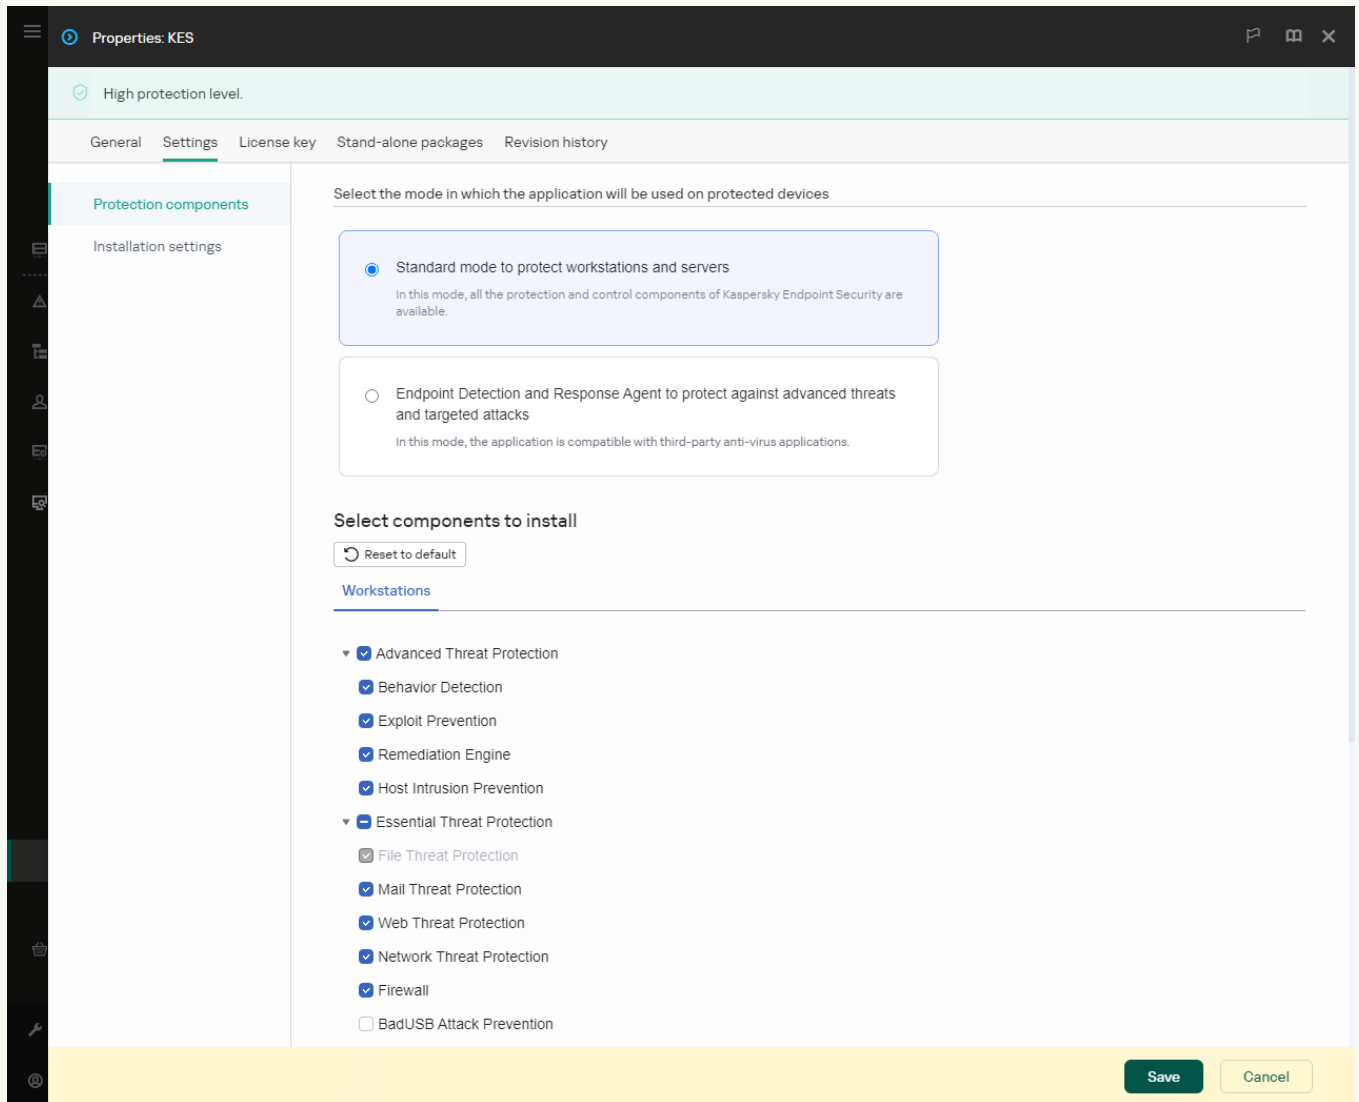 Properties: KES
High protection level.
General Settings License key Stand-alone packages Revision history
Protection components
Installation settings
Select the mode in which the application will be used on protected devices
Standard mode to protect workstations and servers
In this mode, all the protection and control components of Kaspersky Endpoint Security are
available.
Endpoint Detection and Response Agent to protect against advanced threats
and targeted attacks
In this mode, the application is compatible with third-party anti-virus applications.
Select components to install
Reset to default
Workstations
Advanced Threat Protection
Behavior Detection
Exploit Prevention
Remediation Engine
Host Intrusion Prevention
Essential Threat Protection
File Threat Protection
Mail Threat Protection
Web Threat Protection
Network Threat Protection
Firewall
BadUSB Attack Prevention
Save Cancel